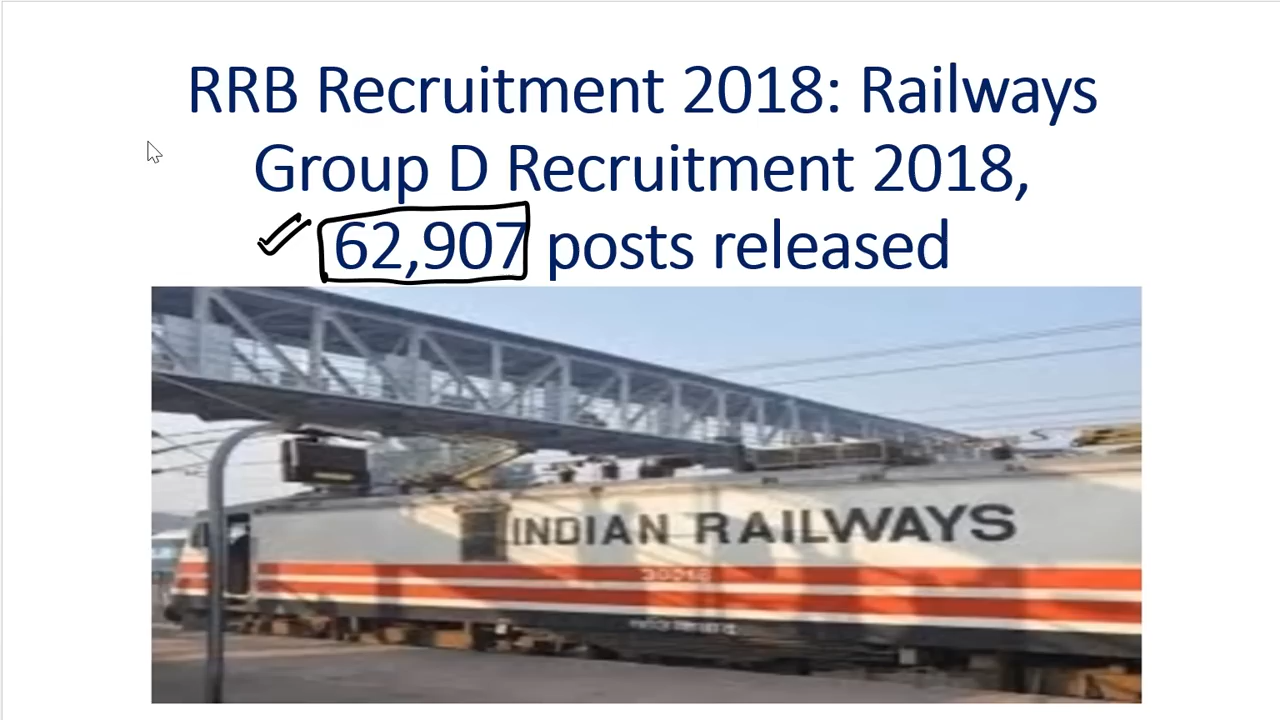 RRB Recruitment 2018: Railways
Group D Recruitment 2018,
62,907 posts released
INDIAN RAILWAYS